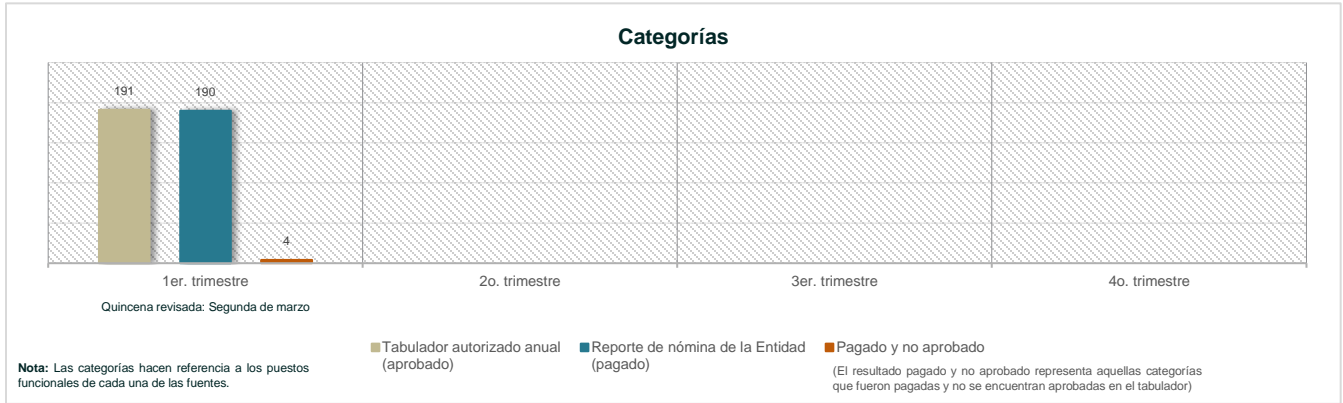 Categorías
191
190
4
1er. trimestre
2o. trimestre
3er. trimestre
4o. trimestre
Quincena revisada: Segunda de marzo
Tabulador autorizado anual
(aprobado)
Reporte de nómina de la Entidad
(pagado)
Pagado y no aprobado
(El resultado pagado y no aprobado representa aquellas categorías
que fueron pagadas y no se encuentran aprobadas en el tabulador)
Nota: Las categorías hacen referencia a los puestos
funcionales de cada una de las fuentes.